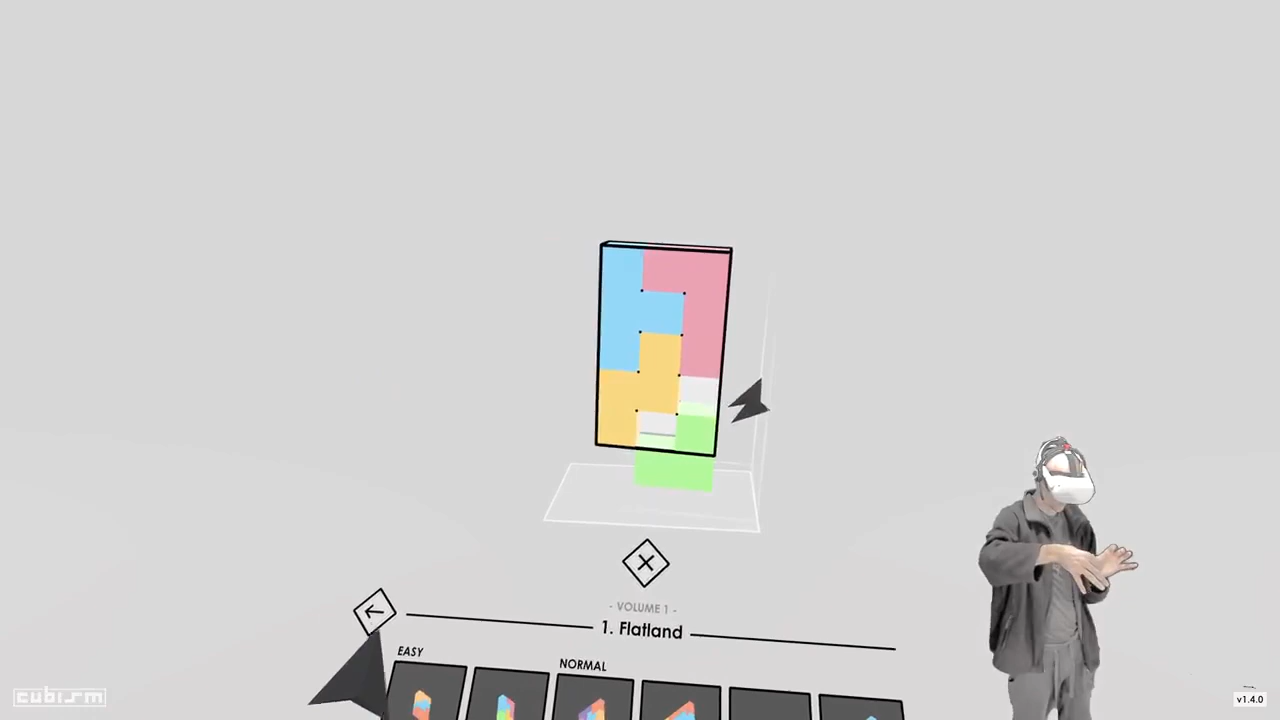 - VOLUME 1 -
1. Flatland
EASY
NORMAL
cubism
v1.4.0